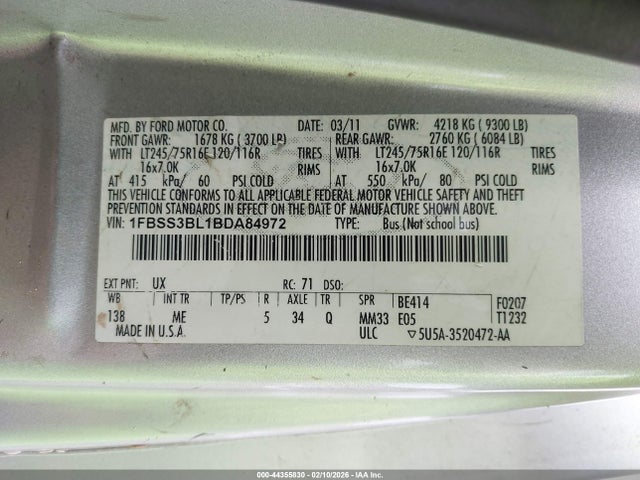 MFD. BY FORD MOTOR CO. DATE: 03/11 GVWR: 4218 KG ( 9300 LB)
FRONT GAWR: 1678 KG ( 3700 LB) REAR GAWR: 2760 KG ( 6084 LB)
WITH LT245/75R16E 120/116R TIRES WITH LT245/75R16E 120/116R TIRES
16x7.0K RIMS 16x7.0K RIMS
AT 415 kPa/ 60 PSI COLD AT 550 kPa/ 80 PSI COLD
THIS VEHICLE CONFORMS TO ALL APPLICABLE FEDERAL MOTOR VEHICLE SAFETY AND THEFT
PREVENTION STANDARDS IN EFFECT ON THE DATE OF MANUFACTURE SHOWN ABOVE.
VIN: 1FBSS3BL1BDA84972 TYPE: Bus (Not school bus)
EXT PNT: UX RC: 71 DSO:
WB INT TR TP/PS R AXLE TR SPR BE414 F0207
138 ME 5 34 Q MM33 E05 T1232
MADE IN U.S.A. ULC ▽5U5A-3520472-AA
000-44355830 - 02/10/2026 - IAAI.COM